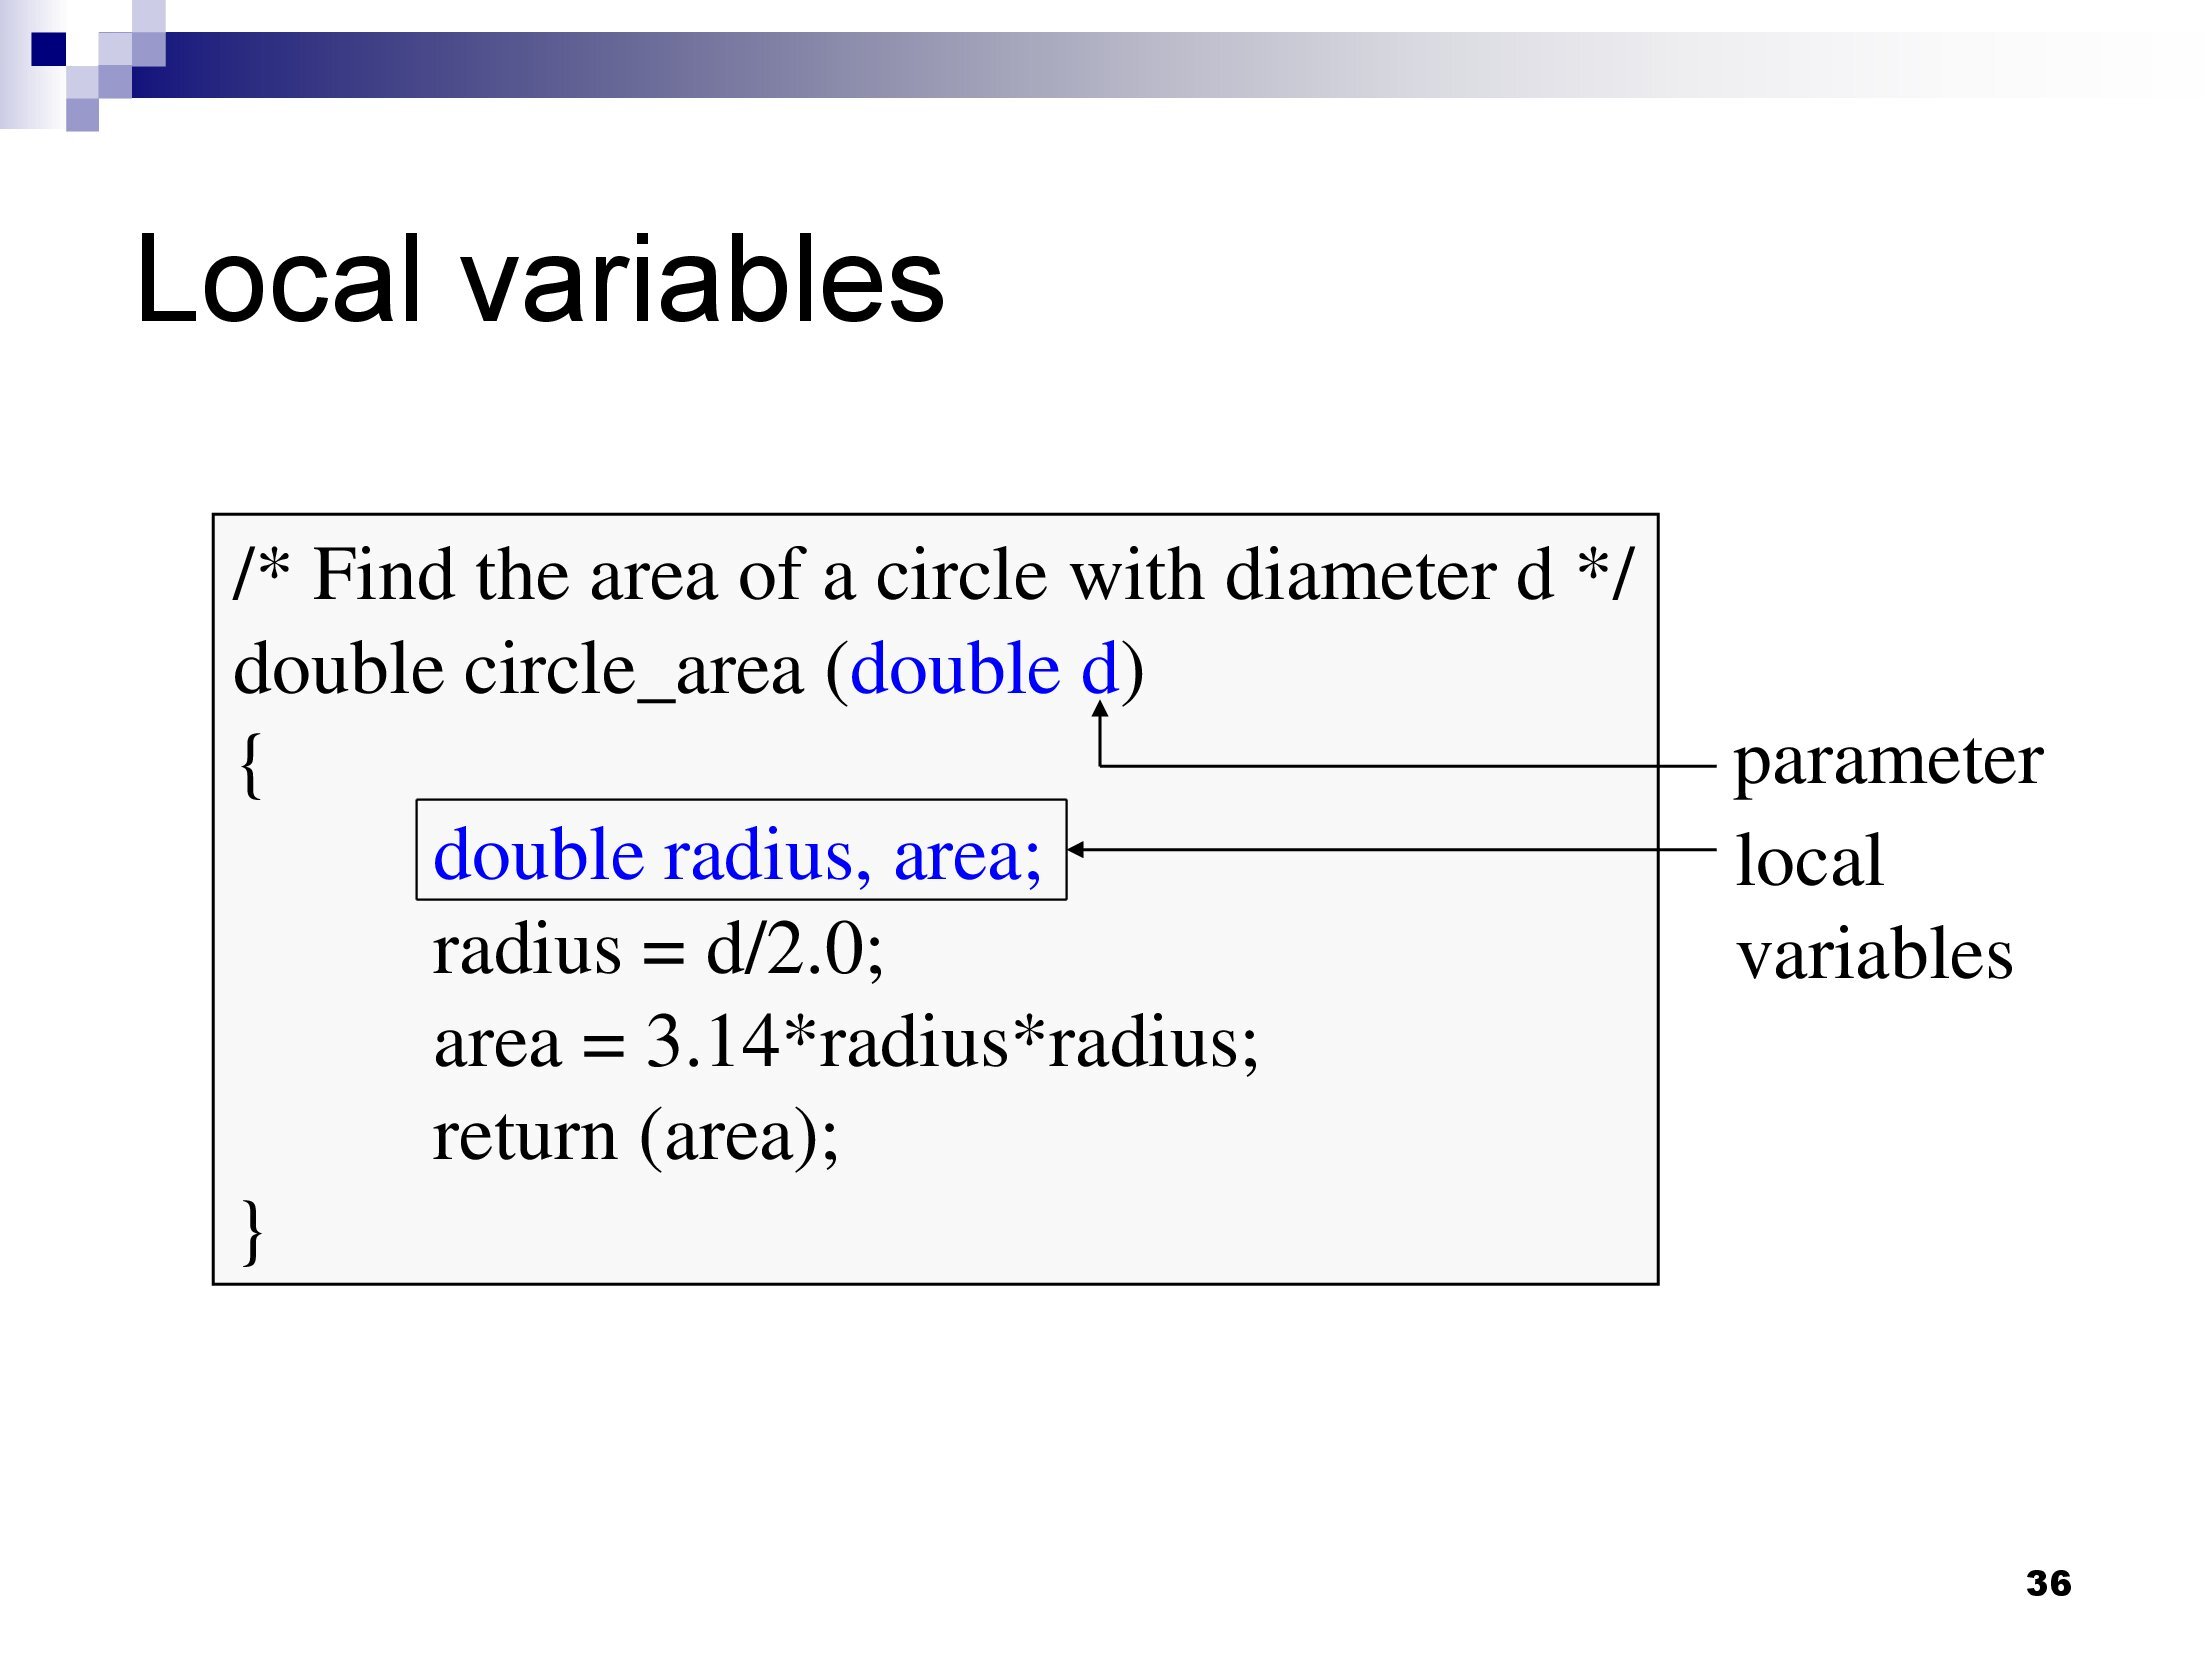 Local variables
/* Find the area of a circle with diameter d */
double circle_area (double d)
{
parameter
double radius, area;
local
variables
radius = d/2.0;
area = 3.14*radius*radius;
return (area);
}
36